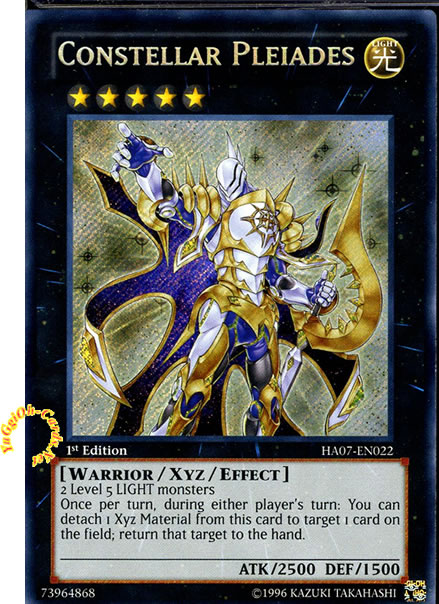 CONSTELLAR PLEIADES
LIGHT
光
1st Edition
HA07-EN022
[WARRIOR / XYZ / EFFECT]
2 Level 5 LIGHT monsters
Once per turn, during either player's turn: You can
detach 1 Xyz Material from this card to target 1 card on
the field; return that target to the hand.
ATK/2500 DEF/1500
73964868
©1996 KAZUKI TAKAHASHI
YuGgiOh-Cards.Net